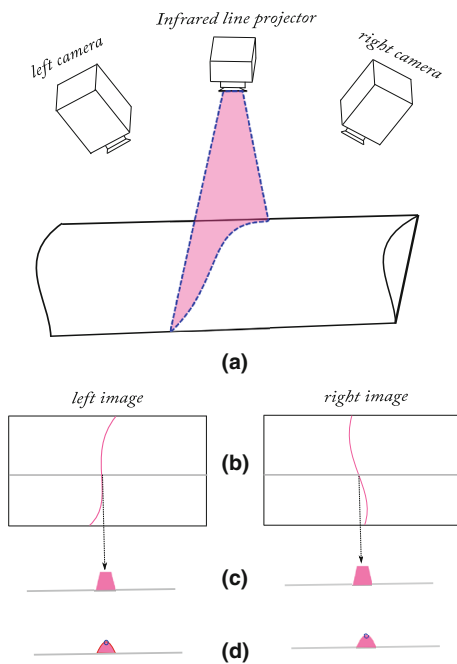 Infrared line projector
left camera
right camera
(a)
left image
right image
(b)
(c)
(d)